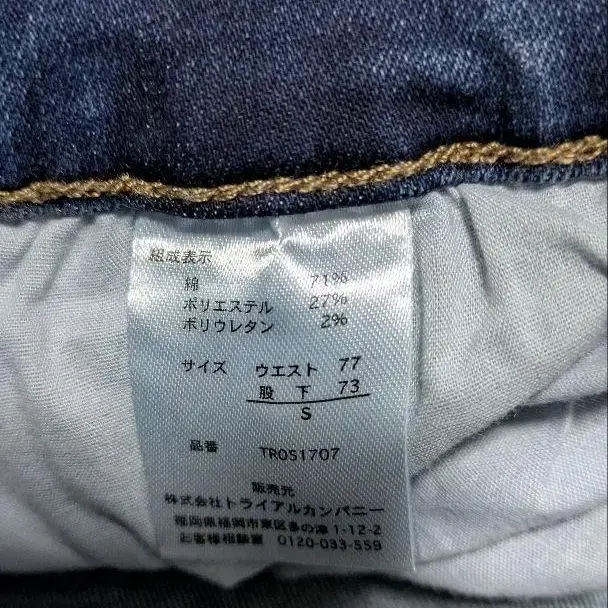 組成表示
綿 71%
ポリエステル 27%
ポリウレタン 2%
サイズ ウエスト 77
股下 73
S
品番 TROS1707
販売元
株式会社トライアルカンパニー
福岡県福岡市東区多の津1-12-2
お客様相談室 0120-033-559